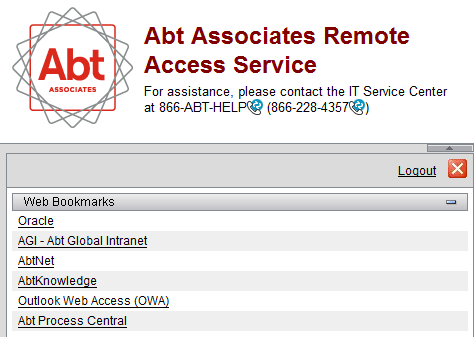 Abt
ASSOCIATES
Abt Associates Remote
Access Service
For assistance, please contact the IT Service Center
at 866-ABT-HELP (866-228-4357)
Logout
Web Bookmarks
Oracle
AGI - Abt Global Intranet
AbtNet
AbtKnowledge
Outlook Web Access (OWA)
Abt Process Central